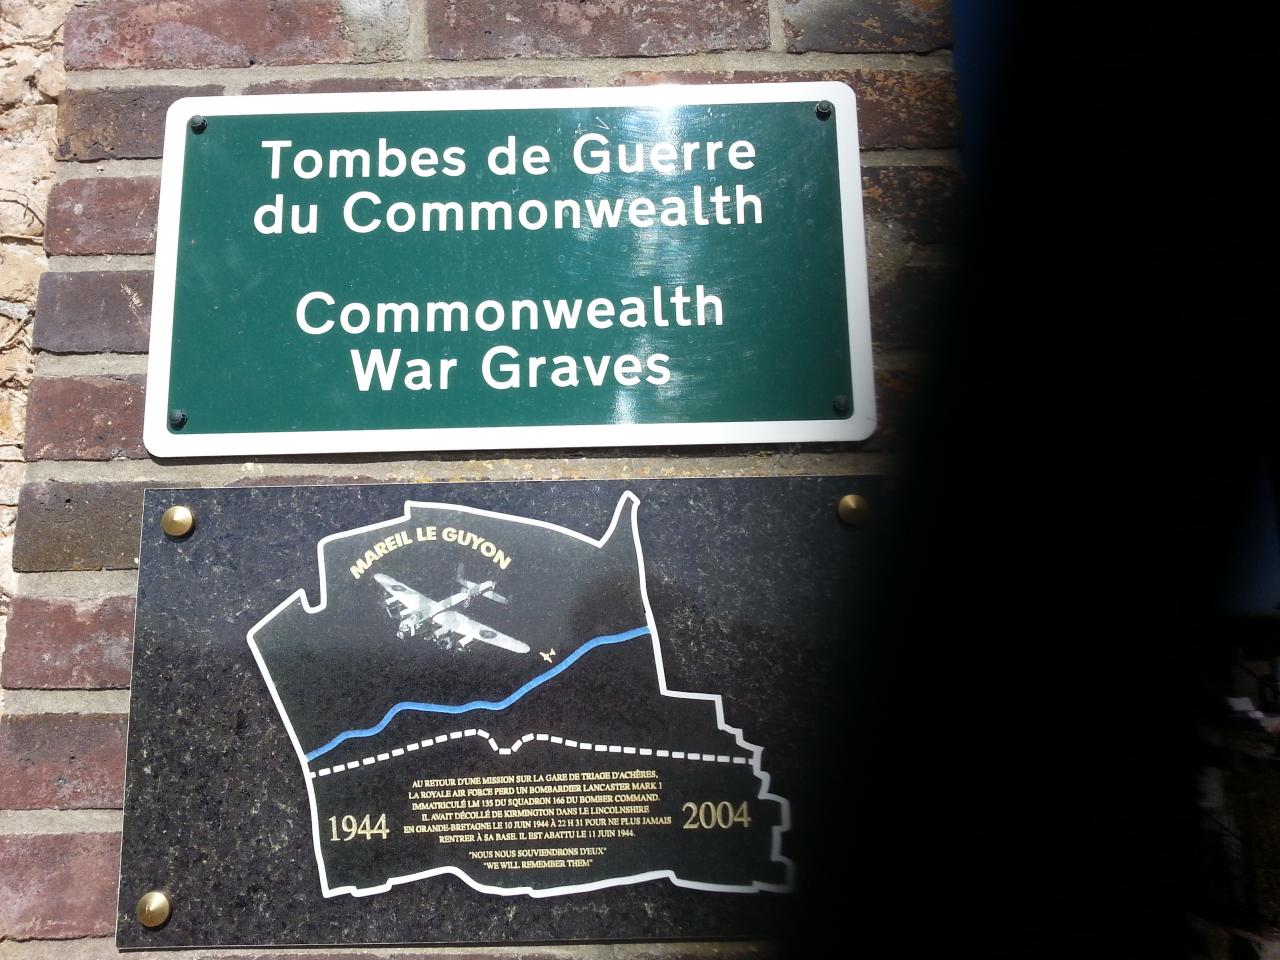 Tombes de Guerre
du Commonwealth
Commonwealth
War Graves
MAREIL LE GUYON
AU RETOUR D'UNE MISSION SUR LA GARE DE TRIAGE D'ACHÈRES,
LA ROYALE AIR FORCE PERD UN BOMBARDIER LANCASTER MARK 1
IMMATRICULÉ LM 135 DU SQUADRON 166 DU BOMBER COMMAND.
IL AVAIT DÉCOLLÉ DE KIRMINGTON DANS LE LINCOLNSHIRE
EN GRANDE-BRETAGNE LE 10 JUIN 1944 À 22 H 31 POUR NE PLUS JAMAIS
RENTRER À SA BASE. IL EST ABATTU LE 11 JUIN 1944.
1944
2004
"NOUS NOUS SOUVIENDRONS D'EUX"
"WE WILL REMEMBER THEM"